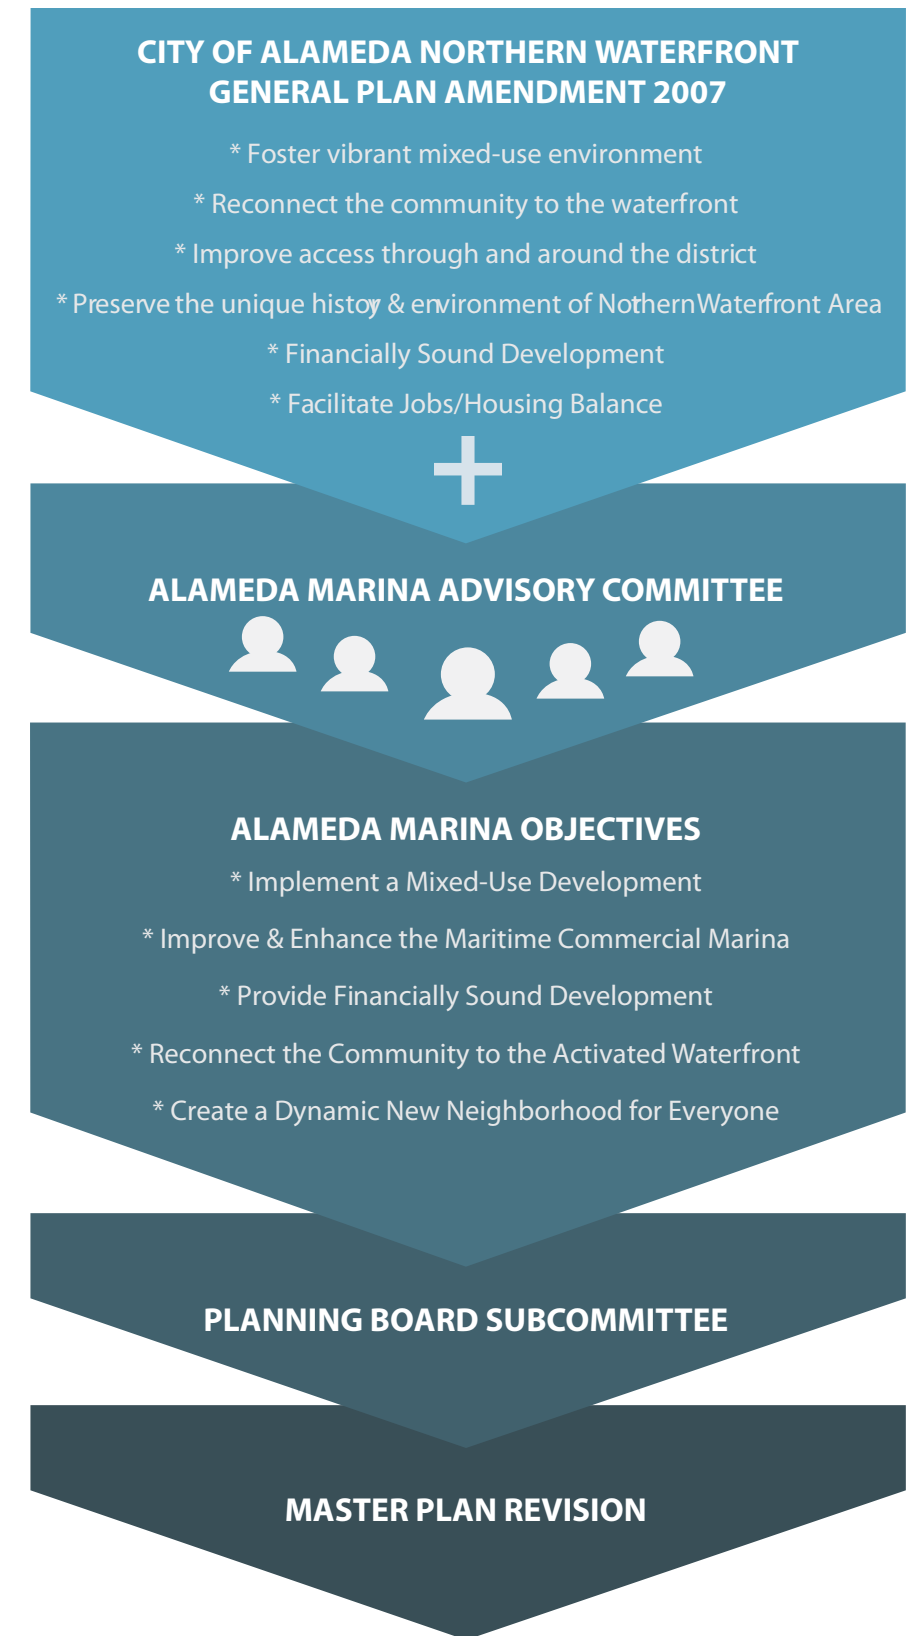 CITY OF ALAMEDA NORTHERN WATERFRONT
GENERAL PLAN AMENDMENT 2007
* Foster vibrant mixed-use environment
* Reconnect the community to the waterfront
* Improve access through and around the district
* Preserve the unique history & environment of Northern Waterfront Area
* Financially Sound Development
* Facilitate Jobs/Housing Balance
+
ALAMEDA MARINA ADVISORY COMMITTEE
ALAMEDA MARINA OBJECTIVES
* Implement a Mixed-Use Development
* Improve & Enhance the Maritime Commercial Marina
* Provide Financially Sound Development
* Reconnect the Community to the Activated Waterfront
* Create a Dynamic New Neighborhood for Everyone
PLANNING BOARD SUBCOMMITTEE
MASTER PLAN REVISION